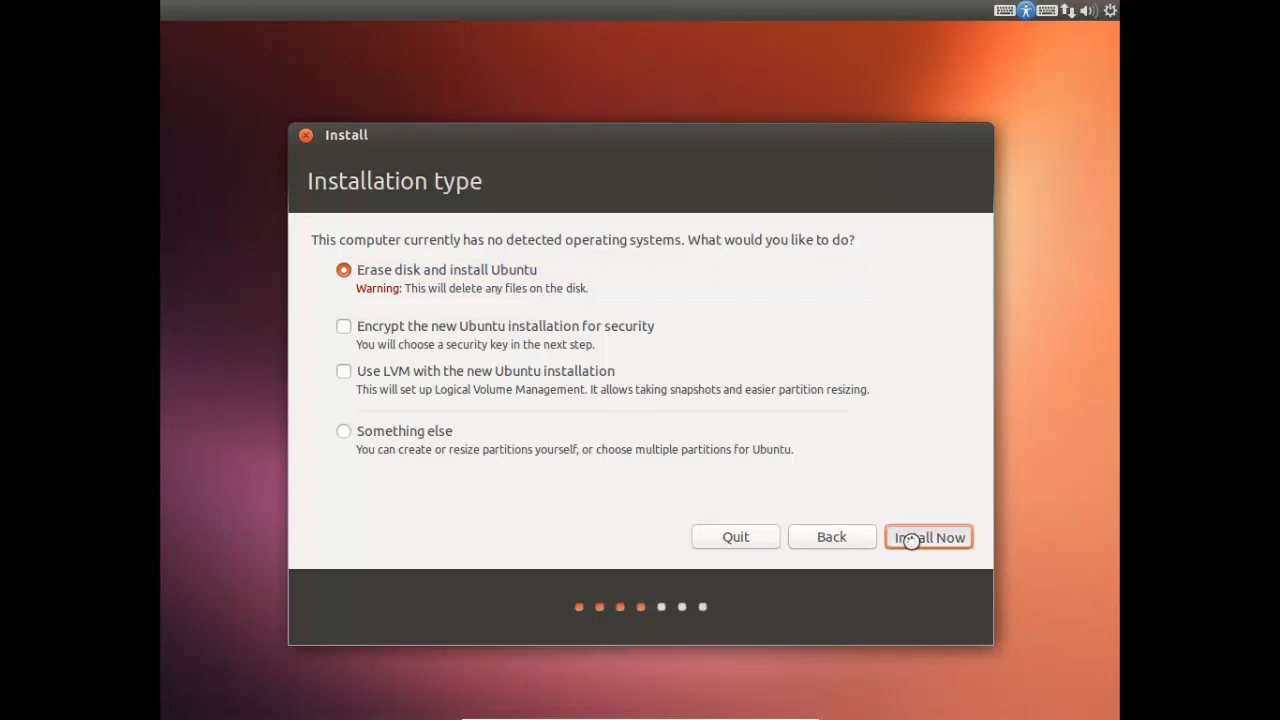 Install
Installation type
This computer currently has no detected operating systems. What would you like to do?
Erase disk and install Ubuntu
Warning: This will delete any files on the disk.
Encrypt the new Ubuntu installation for security
You will choose a security key in the next step.
Use LVM with the new Ubuntu installation
This will set up Logical Volume Management. It allows taking snapshots and easier partition resizing.
Something else
You can create or resize partitions yourself, or choose multiple partitions for Ubuntu.
Quit
Back
Install Now